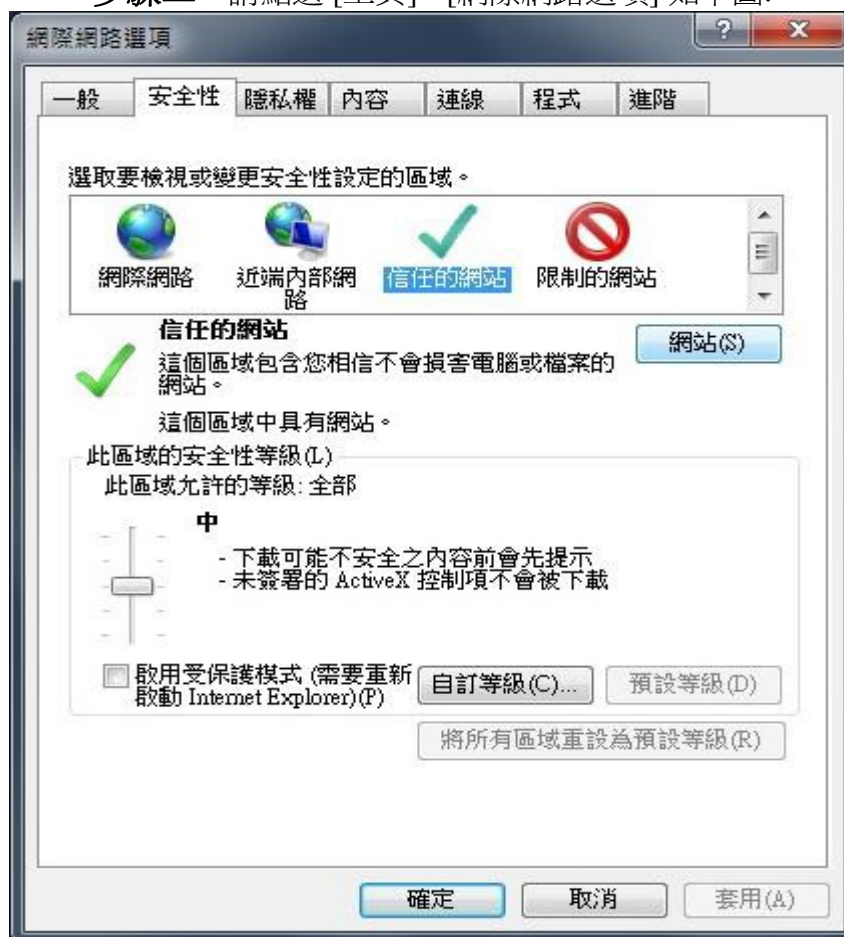 網際網路選項
一般 安全性 隱私權 內容 連線 程式 進階
選取要檢視或變更安全性設定的區域。
網際網路 近端內部網路 信任的網站 限制的網站
信任的網站
網站(S)
這個區域包含您相信不會損害電腦或檔案的
網站。
這個區域中具有網站。
此區域的安全性等級(L)
此區域允許的等級: 全部
中
- 下載可能不安全之內容前會先提示
- 未簽署的 ActiveX 控制項不會被下載
啟用受保護模式 (需要重新
啟動 Internet Explorer)(P)
自訂等級(C)... 預設等級(D)
將所有區域重設為預設等級(R)
確定 取消 套用(A)